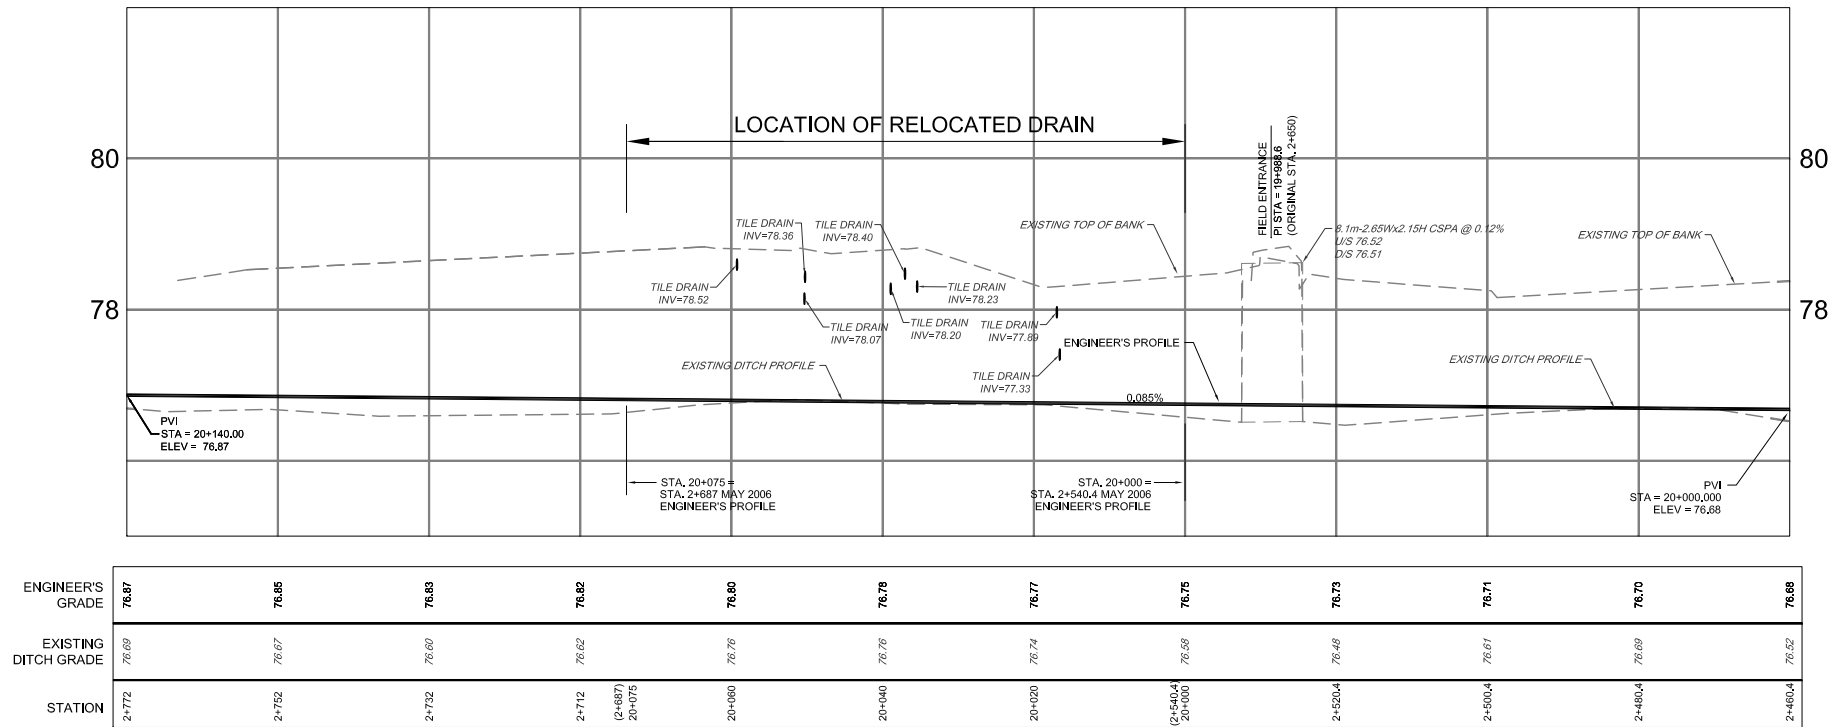 LOCATION OF RELOCATED DRAIN
80
80
FIELD ENTRANCE
PI STA = 19+988.6
(ORIGINAL STA. 2+650)
TILE DRAIN
INV=78.36
TILE DRAIN
INV=78.40
EXISTING TOP OF BANK
8.1m-2.65Wx2.15H CSPA @ 0.12%
U/S 76.52
D/S 76.51
EXISTING TOP OF BANK
TILE DRAIN
INV=78.52
TILE DRAIN
INV=78.23
78
78
TILE DRAIN
INV=78.07
TILE DRAIN
INV=78.20
TILE DRAIN
INV=77.89
ENGINEER'S PROFILE
EXISTING DITCH PROFILE
TILE DRAIN
INV=77.33
EXISTING DITCH PROFILE
0.085%
PVI
STA = 20+140.00
ELEV = 76.87
STA. 20+075 =
STA. 2+687 MAY 2006
ENGINEER'S PROFILE
STA. 20+000 =
STA. 2+540.4 MAY 2006
ENGINEER'S PROFILE
PVI
STA = 20+000.000
ELEV = 76.68
ENGINEER'S
GRADE
76.87
76.85
76.83
76.82
76.80
76.78
76.77
76.75
76.73
76.71
76.70
76.68
EXISTING
DITCH GRADE
76.69
76.67
76.60
76.62
76.76
76.76
76.74
76.58
76.48
76.61
76.69
76.52
STATION
2+772
2+752
2+732
2+712
(2+687)
20+075
20+060
20+040
20+020
(2+540.4)
20+000
2+520.4
2+500.4
2+480.4
2+460.4